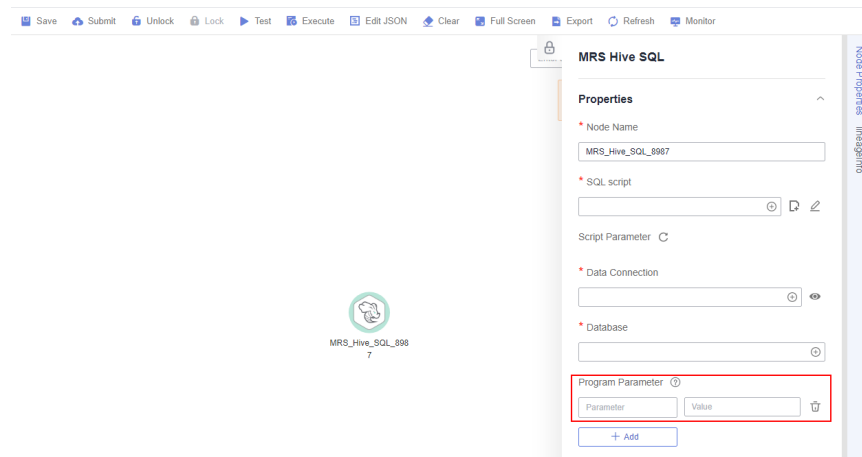 Save Submit Unlock Lock Test Execute Edit JSON Clear Full Screen Export Refresh Monitor
MRS Hive SQL
Properties
* Node Name
MRS_Hive_SQL_8987
* SQL script
Script Parameter
* Data Connection
* Database
Program Parameter
Parameter Value
+ Add
MRS_Hive_SQL_898
7
Node Properties
lineageInfo